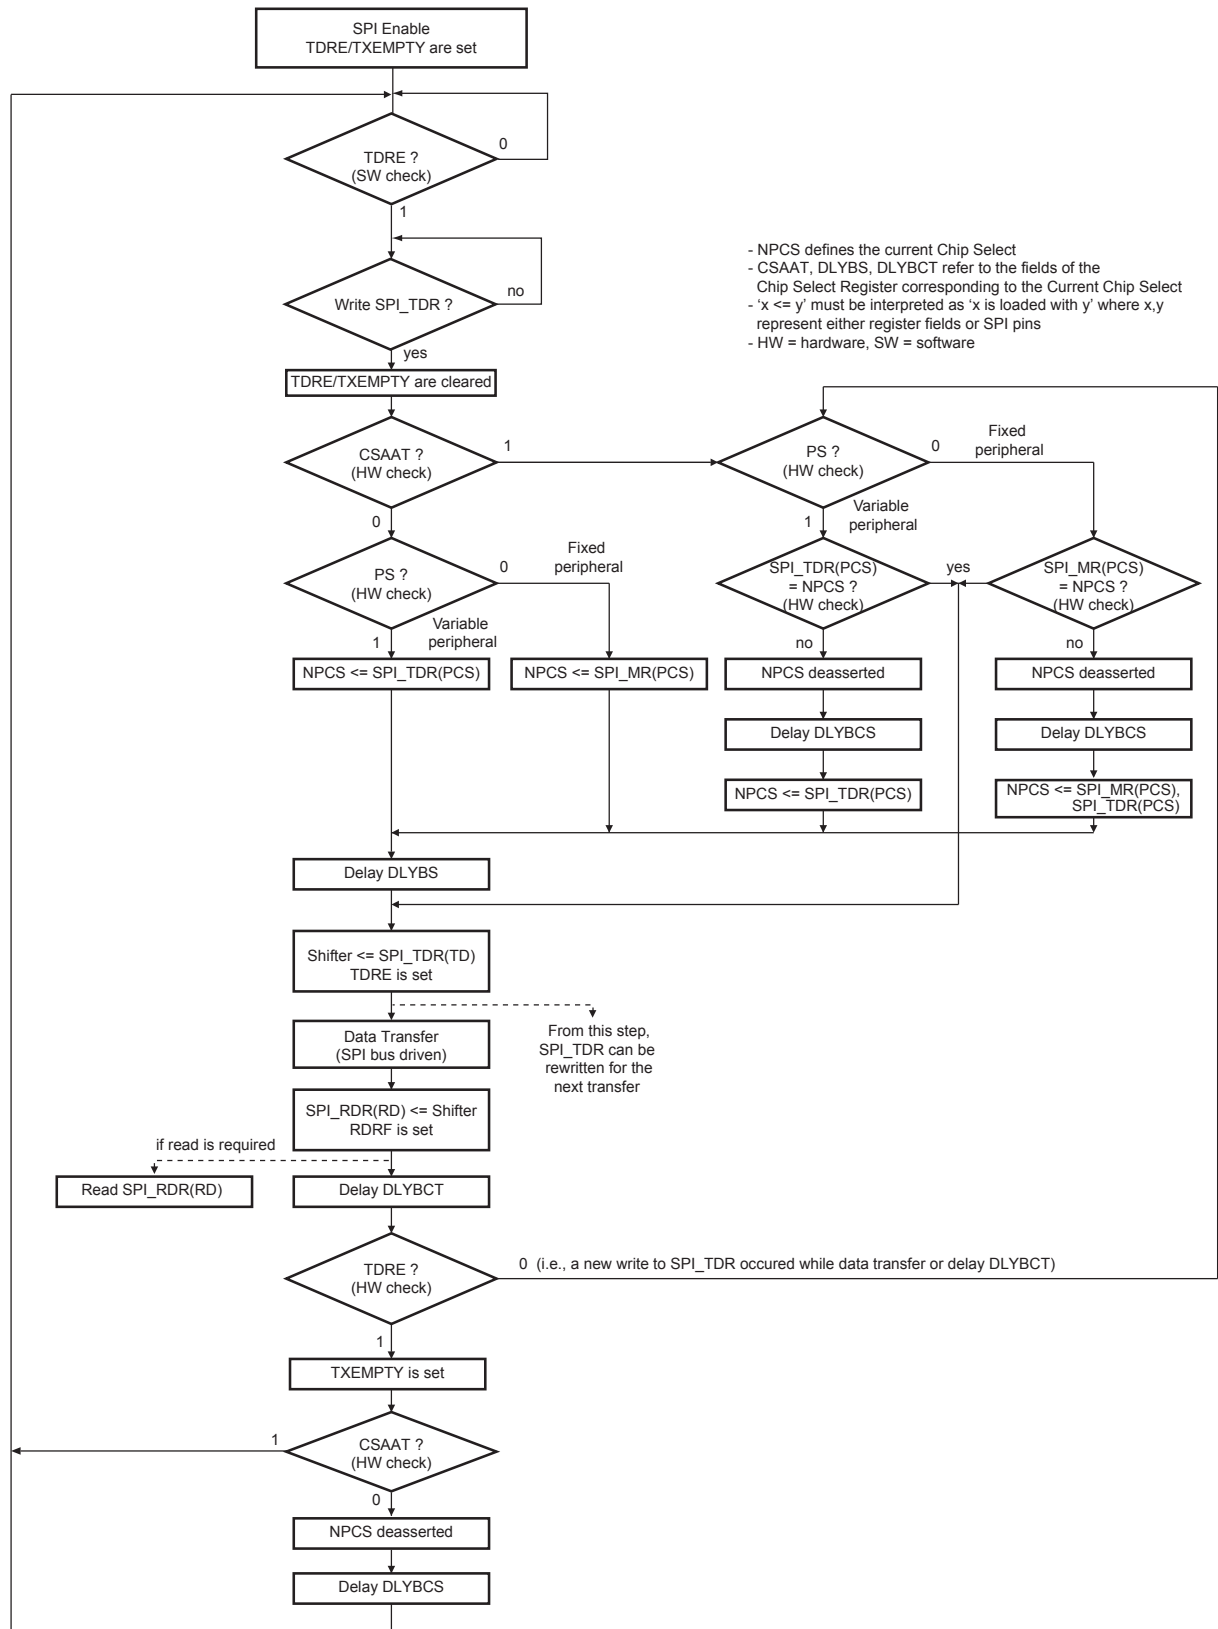 SPI Enable
TDRE/TXEMPTY are set
TDRE ?
(SW check)
0
1
Write SPI_TDR ?
no
yes
- NPCS defines the current Chip Select
- CSAAT, DLYBS, DLYBCT refer to the fields of the
Chip Select Register corresponding to the Current Chip Select
- ‘x <= y’ must be interpreted as ‘x is loaded with y’ where x,y
represent either register fields or SPI pins
- HW = hardware, SW = software
TDRE/TXEMPTY are cleared
CSAAT ?
(HW check)
1
0
PS ?
(HW check)
0
Fixed
peripheral
1
Variable
peripheral
PS ?
(HW check)
0
Fixed
peripheral
1
Variable
peripheral
SPI_TDR(PCS)
= NPCS ?
(HW check)
yes
SPI_MR(PCS)
= NPCS ?
(HW check)
no
no
NPCS <= SPI_TDR(PCS)
NPCS <= SPI_MR(PCS)
NPCS deasserted
NPCS deasserted
Delay DLYBCS
Delay DLYBCS
NPCS <= SPI_TDR(PCS)
NPCS <= SPI_MR(PCS),
SPI_TDR(PCS)
Delay DLYBS
Shifter <= SPI_TDR(TD)
TDRE is set
Data Transfer
(SPI bus driven)
From this step,
SPI_TDR can be
rewritten for the
next transfer
SPI_RDR(RD) <= Shifter
RDRF is set
if read is required
Read SPI_RDR(RD)
Delay DLYBCT
TDRE ?
(HW check)
0 (i.e., a new write to SPI_TDR occured while data transfer or delay DLYBCT)
1
TXEMPTY is set
CSAAT ?
(HW check)
1
0
NPCS deasserted
Delay DLYBCS